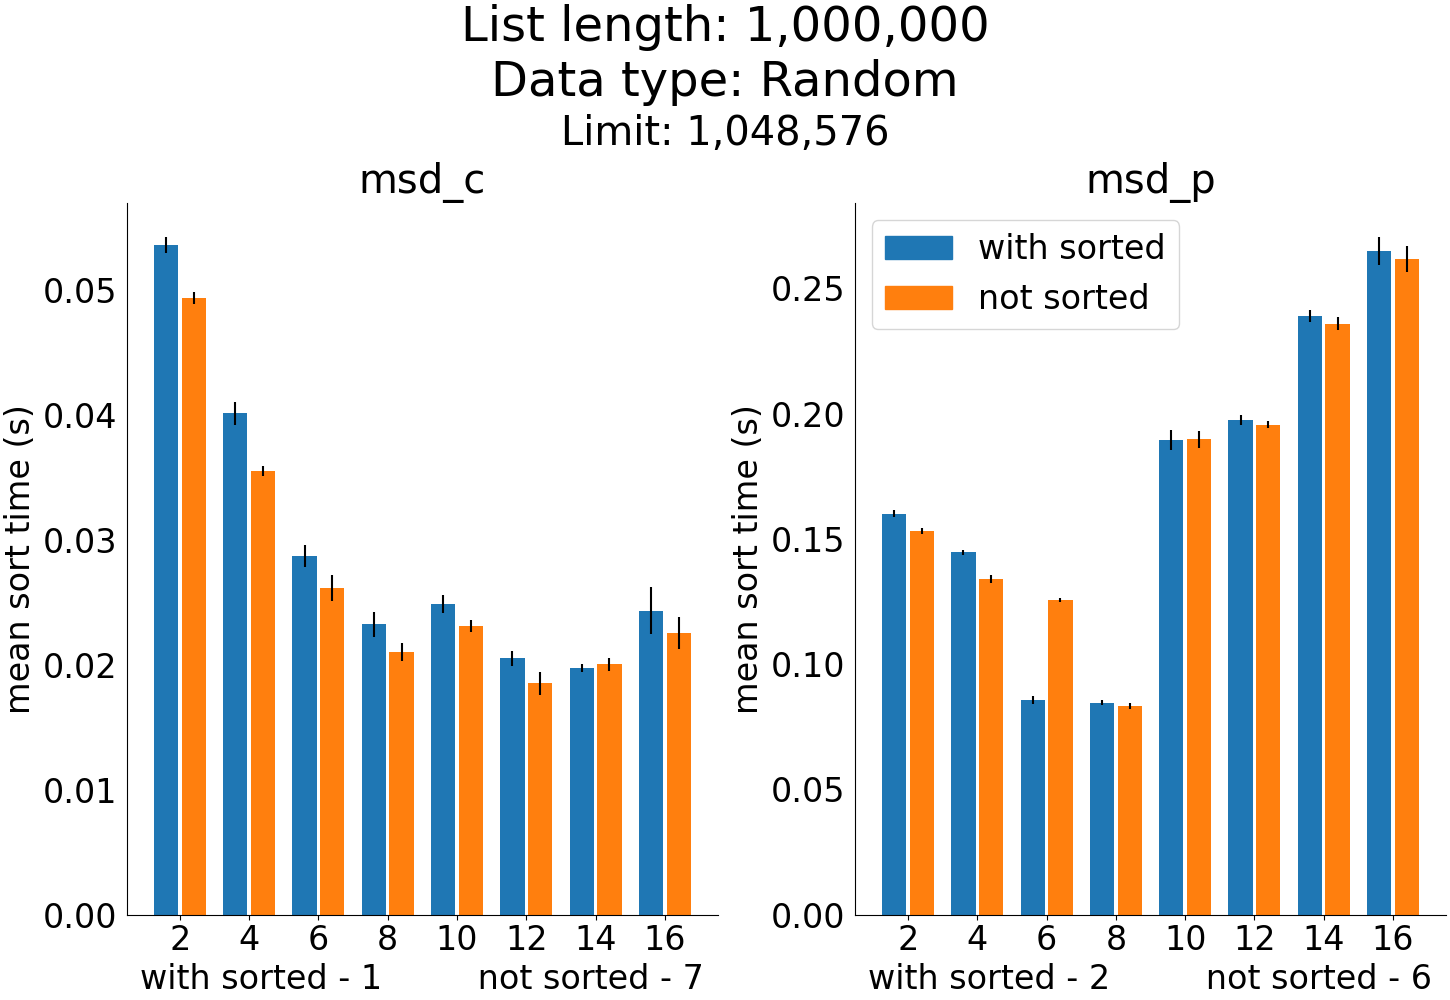 List length: 1,000,000
Data type: Random
Limit: 1,048,576
msd_c
mean sort time (s)
0.05
0.04
0.03
0.02
0.01
0.00
2 4 6 8 10 12 14 16
with sorted - 1 not sorted - 7
msd_p
with sorted
not sorted
mean sort time (s)
0.25
0.20
0.15
0.10
0.05
0.00
2 4 6 8 10 12 14 16
with sorted - 2 not sorted - 6